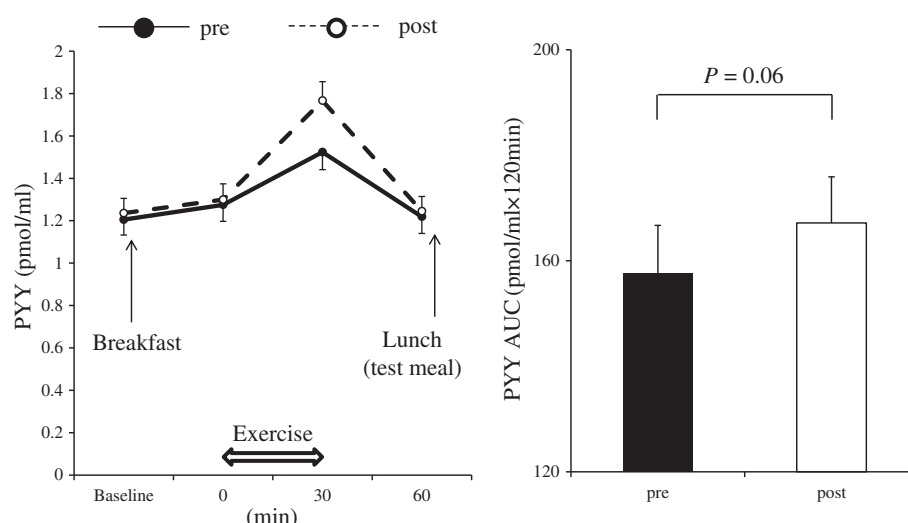 pre
post
PYY (pmol/ml)
2
1.8
1.6
1.4
1.2
1
0.8
0.6
0.4
0.2
0
Breakfast
Lunch
(test meal)
Exercise
Baseline
0
30
60
(min)
PYY AUC (pmol/ml×120min)
200
160
120
P = 0.06
pre
post